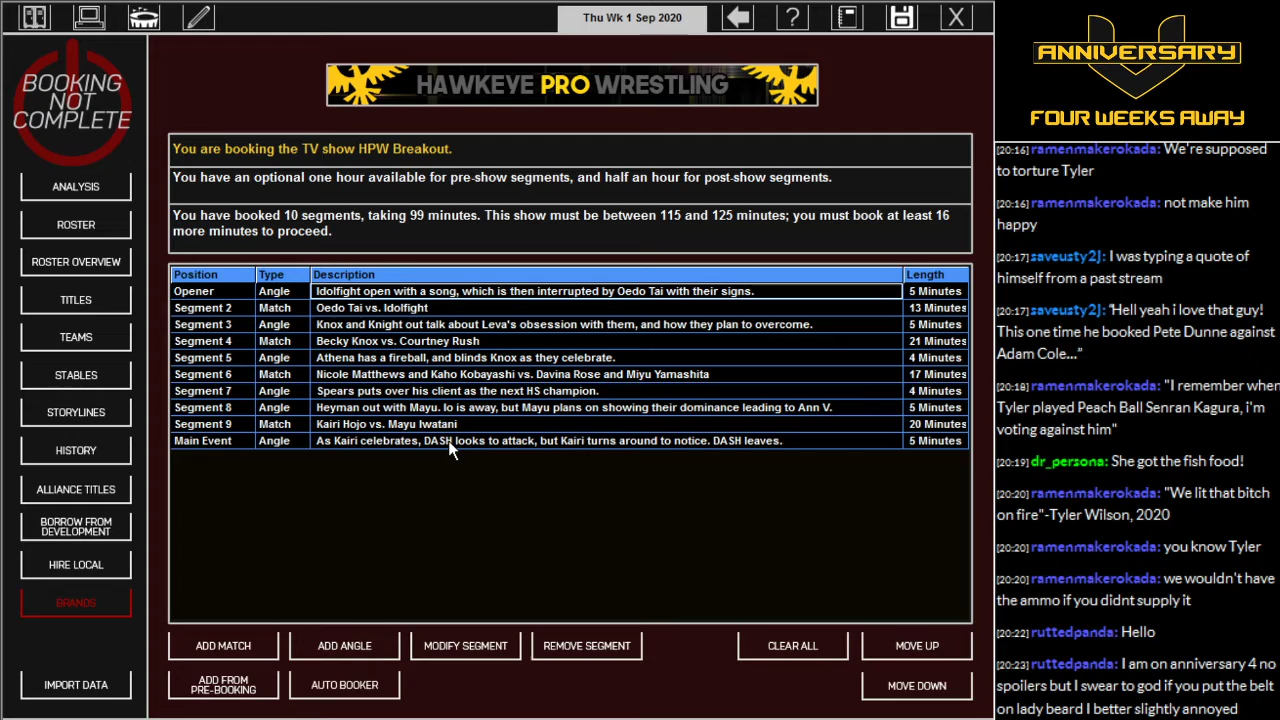 Thu Wk 1 Sep 2020
?
X
BOOKING
NOT
COMPLETE
HAWKEYE PRO WRESTLING
You are booking the TV show HPW Breakout.
You have an optional one hour available for pre-show segments, and half an hour for post-show segments.
You have booked 10 segments, taking 99 minutes. This show must be between 115 and 125 minutes; you must book at least 16
more minutes to proceed.
ANALYSIS
ROSTER
ROSTER OVERVIEW
TITLES
TEAMS
STABLES
STORYLINES
HISTORY
ALLIANCE TITLES
BORROW FROM
DEVELOPMENT
HIRE LOCAL
BRANDS
IMPORT DATA
Position Type Description Length
Opener Angle Idolfight open with a song, which is then interrupted by Oedo Tai with their signs. 5 Minutes
Segment 2 Match Oedo Tai vs. Idolfight 13 Minutes
Segment 3 Angle Knox and Knight out talk about Leva's obsession with them, and how they plan to overcome. 5 Minutes
Segment 4 Match Becky Knox vs. Courtney Rush 21 Minutes
Segment 5 Angle Athena has a fireball, and blinds Knox as they celebrate. 4 Minutes
Segment 6 Match Nicole Matthews and Kaho Kobayashi vs. Davina Rose and Miyu Yamashita 17 Minutes
Segment 7 Angle Spears puts over his client as the next HS champion. 4 Minutes
Segment 8 Angle Heyman out with Mayu. Io is away, but Mayu plans on showing their dominance leading to Ann V. 5 Minutes
Segment 9 Match Kairi Hojo vs. Mayu Iwatani 20 Minutes
Main Event Angle As Kairi celebrates, DASH looks to attack, but Kairi turns around to notice. DASH leaves. 5 Minutes
ADD MATCH
ADD ANGLE
MODIFY SEGMENT
REMOVE SEGMENT
CLEAR ALL
MOVE UP
ADD FROM
PRE-BOOKING
AUTO BOOKER
MOVE DOWN
ANNIVERSARY
V
FOUR WEEKS AWAY
[20:16] ramenmakerokada: We're supposed
to torture Tyler
[20:16] ramenmakerokada: not make him
happy
[20:17] saveusty2J: I was typing a quote of
himself from a past stream
[20:17] saveusty2J: "Hell yeah i love that guy!
This one time he booked Pete Dunne against
Adam Cole..."
[20:18] ramenmakerokada: "I remember when
Tyler played Peach Ball Senran Kagura, i'm
voting against him"
[20:19] dr_persona: She got the fish food!
[20:20] ramenmakerokada: "We lit that bitch
on fire"-Tyler Wilson, 2020
[20:20] ramenmakerokada: you know Tyler
[20:20] ramenmakerokada: we wouldn't have
the ammo if you didnt supply it
[20:22] ruttedpanda: Hello
[20:23] ruttedpanda: I am on anniversary 4 no
spoilers but I swear to god if you put the belt
on lady beard I better slightly annoyed